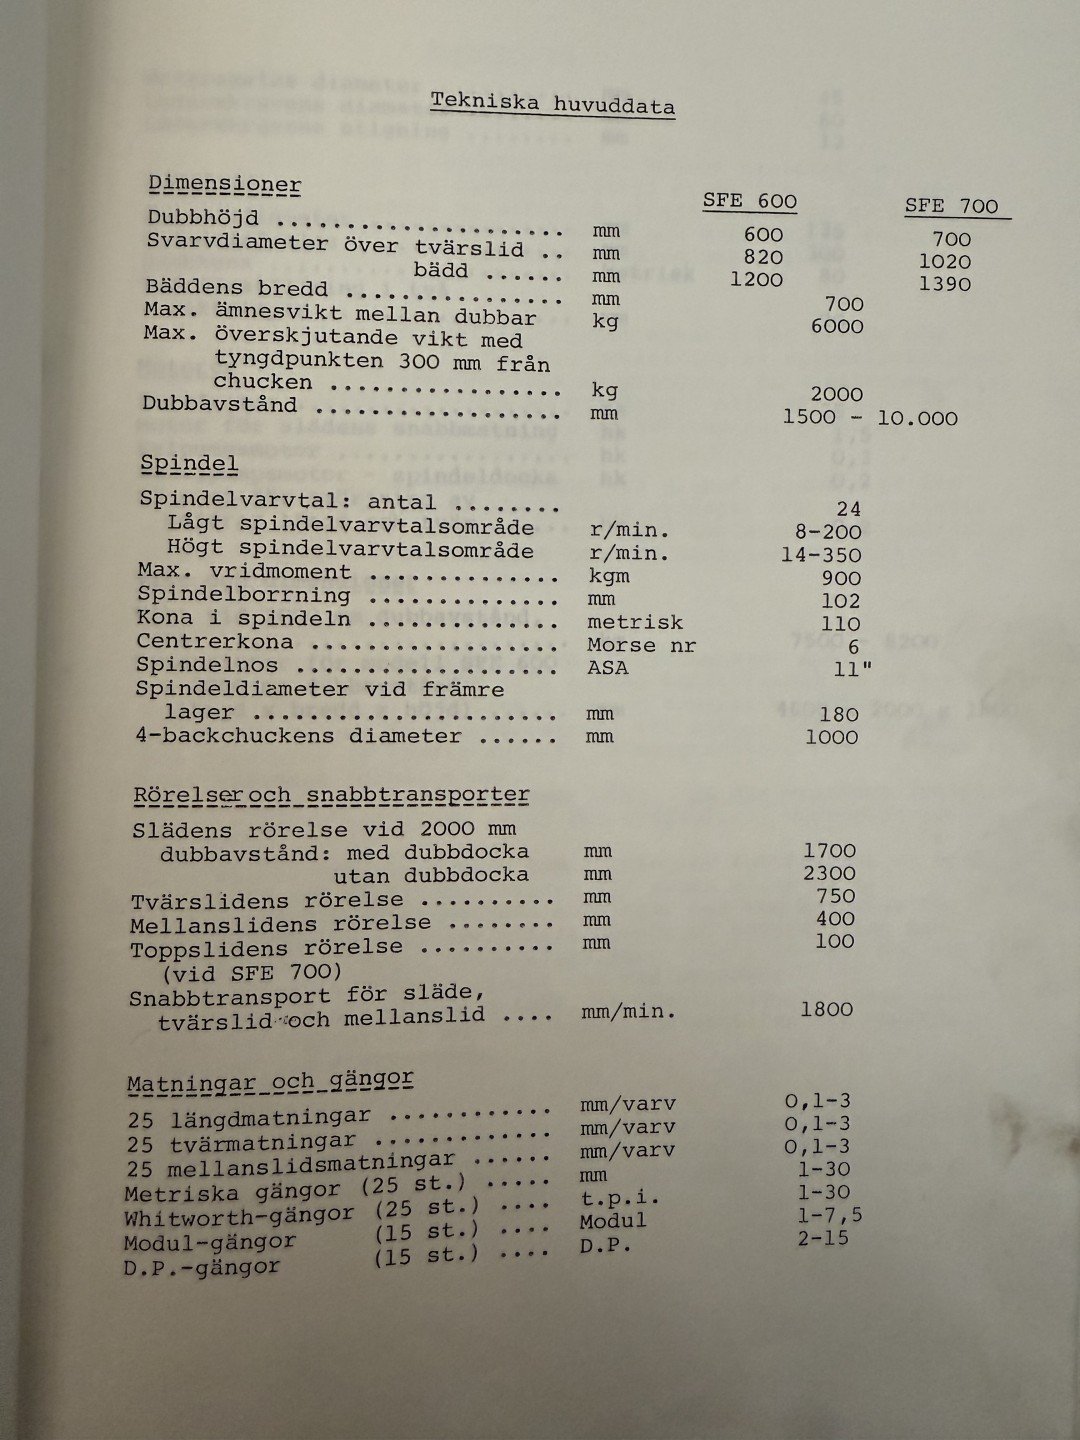 Tekniska huvuddata
Dimensioner SFE 600 SFE 700
Dubbhöjd ..................... mm 600 700
Svarvdiameter över tvärslid .. mm 820 1020
bädd ...... mm 1200 1390
Bäddens bredd ................ mm 700
Max. ämnesvikt mellan dubbar kg 6000
Max. överskjutande vikt med
tyngdpunkten 300 mm från
chucken ................. kg 2000
Dubbavstånd .................. mm 1500 - 10.000
Spindel
Spindelvarvtal: antal ........ 24
Lågt spindelvarvtalsområde r/min. 8-200
Högt spindelvarvtalsområde r/min. 14-350
Max. vridmoment .............. kgm 900
Spindelborrning .............. mm 102
Kona i spindeln .............. metrisk 110
Centrerkona .................. Morse nr 6
Spindelnos ................... ASA 11"
Spindeldiameter vid främre
lager ...................... mm 180
4-backchuckens diameter ...... mm 1000
Rörelser och snabbtransporter
Slädens rörelse vid 2000 mm
dubbavstånd: med dubbdocka mm 1700
utan dubbdocka mm 2300
Tvärslidens rörelse .......... mm 750
Mellanslidens rörelse ........ mm 400
Toppslidens rörelse .......... mm 100
(vid SFE 700)
Snabbtransport för släde,
tvärslid och mellanslid .... mm/min. 1800
Matningar och gängor
25 längdmatningar ............ mm/varv 0,1-3
25 tvärmatningar ............. mm/varv 0,1-3
25 mellanslidsmatningar ...... mm/varv 0,1-3
Metriska gängor (25 st.) ..... mm 1-30
Whitworth-gängor (25 st.) .... t.p.i. 1-30
Modul-gängor (15 st.) .... Modul 1-7,5
D.P.-gängor (15 st.) .... D.P. 2-15